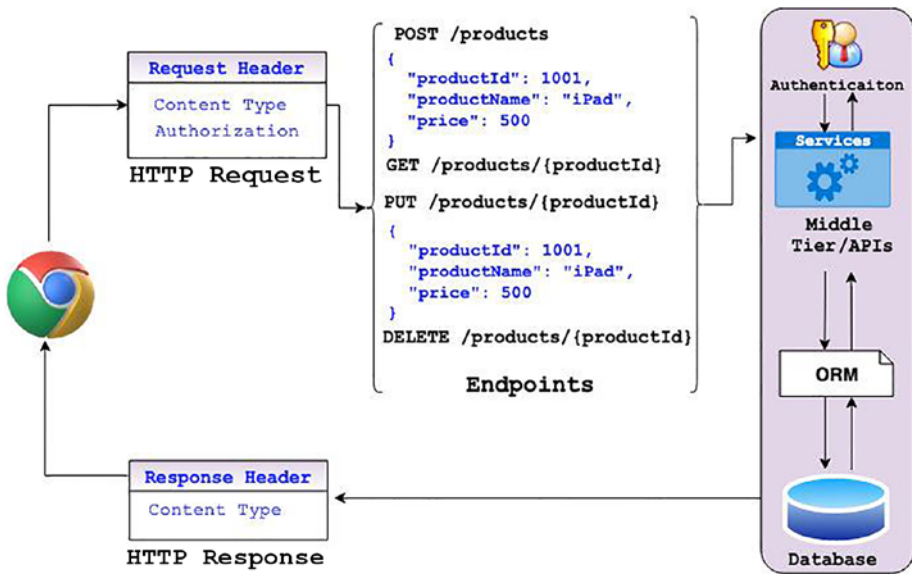 Request Header
Content Type
Authorization
HTTP Request
POST /products
{
"productId": 1001,
"productName": "iPad",
"price": 500
}
GET /products/{productId}
PUT /products/{productId}
{
"productId": 1001,
"productName": "iPad",
"price": 500
}
DELETE /products/{productId}
Endpoints
Authenticaiton
Services
Middle
Tier/APIs
ORM
Database
Response Header
Content Type
HTTP Response